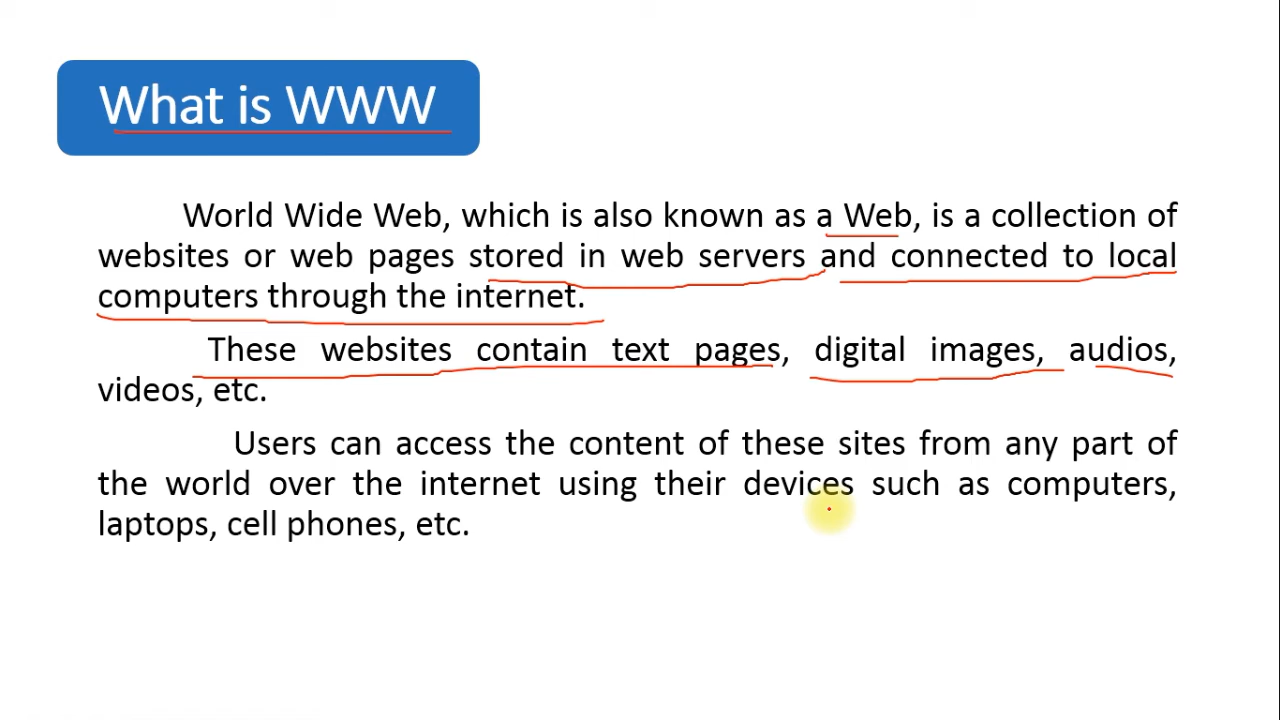 What is WWW
World Wide Web, which is also known as a Web, is a collection of
websites or web pages stored in web servers and connected to local
computers through the internet.
These websites contain text pages, digital images, audios,
videos, etc.
Users can access the content of these sites from any part of
the world over the internet using their devices such as computers,
laptops, cell phones, etc.